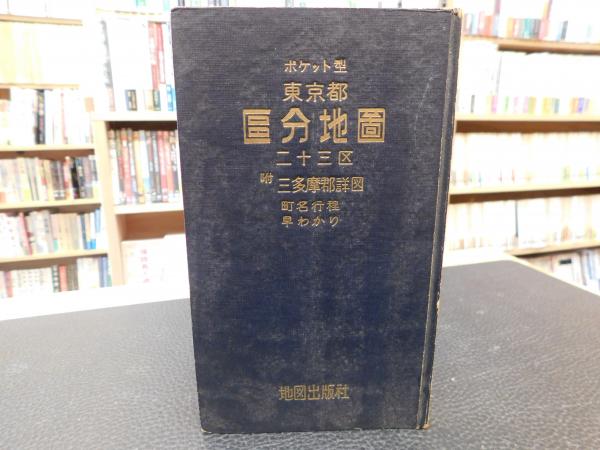 ポケット型
東京都
區分地圖
二十三区
附 三多摩郡詳図
町名行程
早わかり
地図出版社